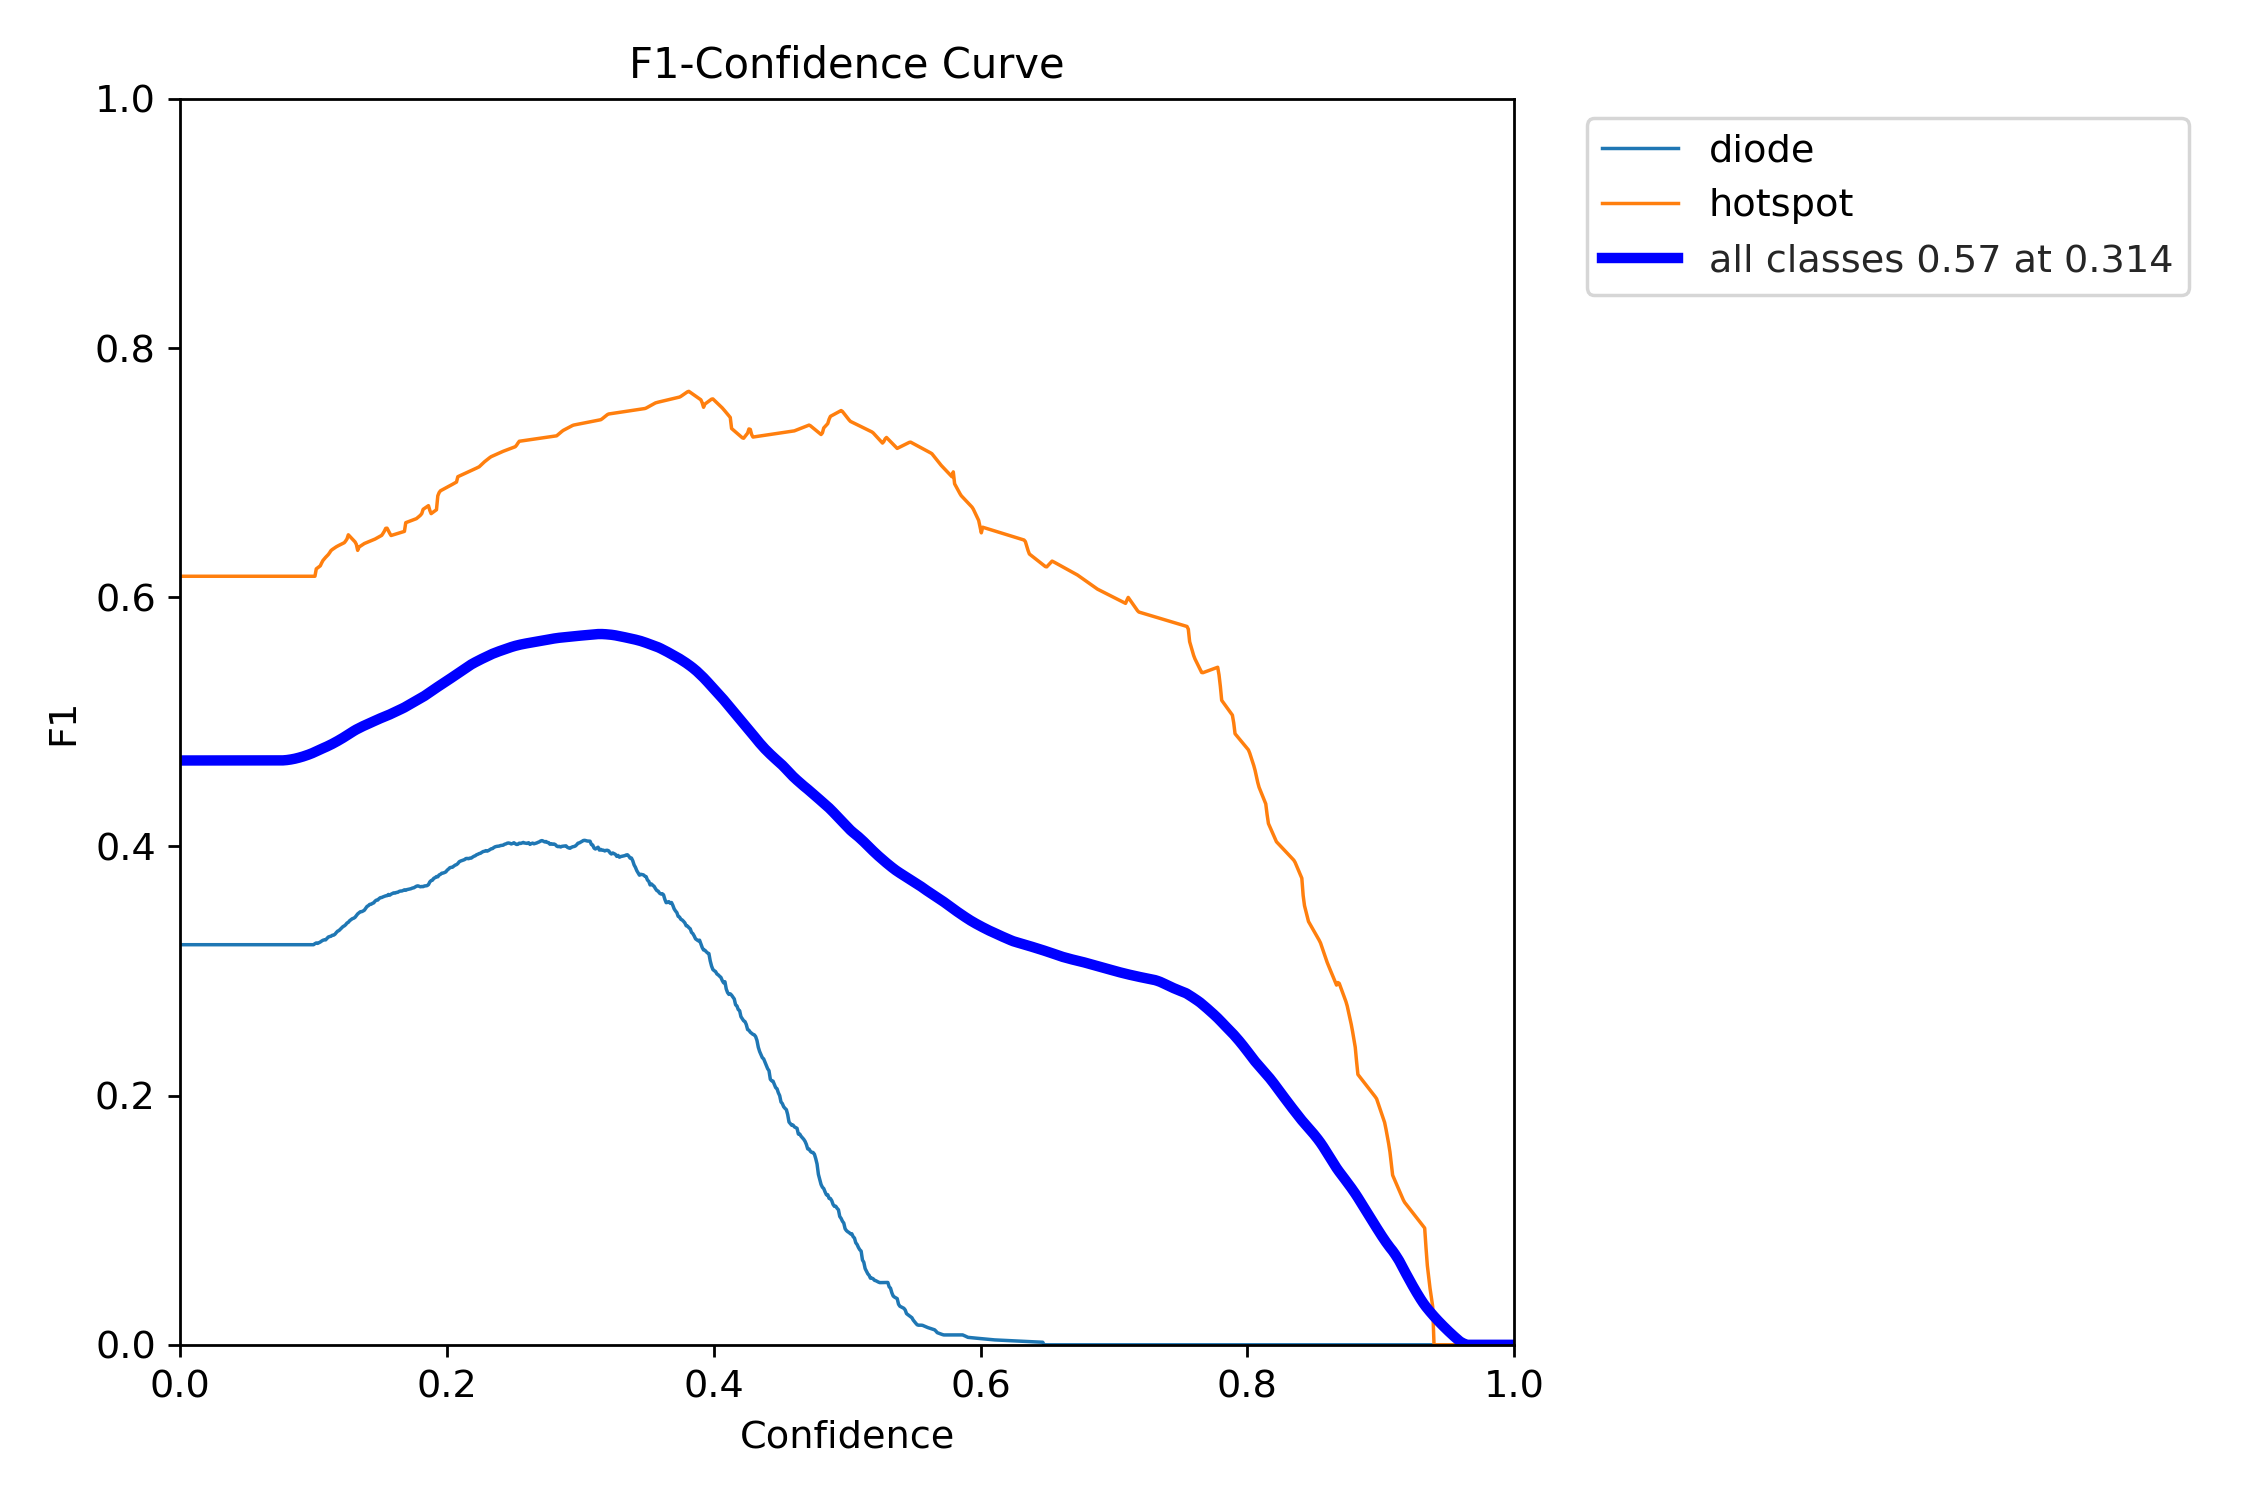 F1-Confidence Curve
1.0
0.8
0.6
0.4
0.2
0.0
F1
0.0 0.2 0.4 0.6 0.8 1.0
Confidence
diode
hotspot
all classes 0.57 at 0.314